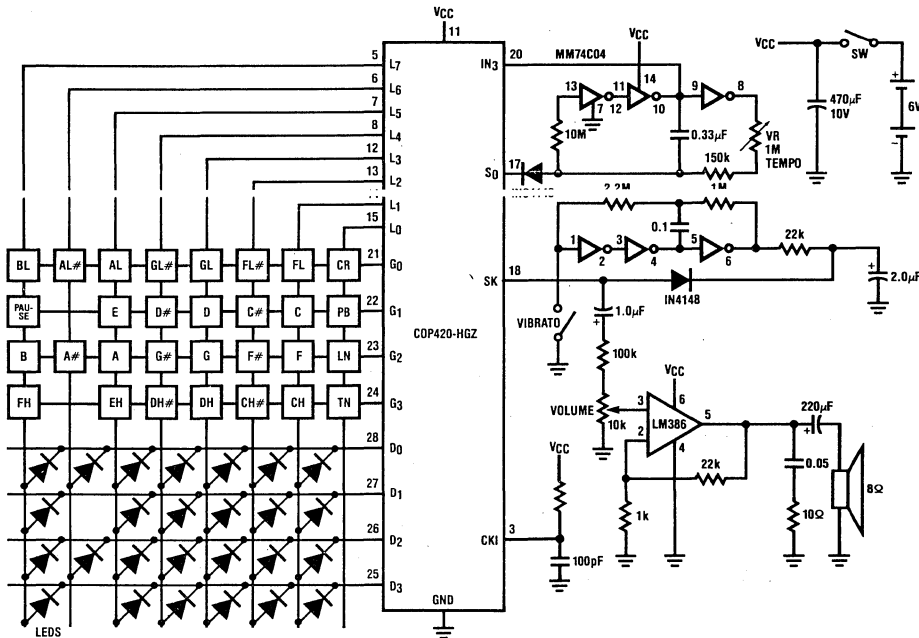 VCC
11
5 L7
6 L6
7 L5
8 L4
12 L3
13 L2
L1
15 L0
BL AL# AL GL# GL FL# FL CR 21 G0
PAU-
SE E D# D C# C PB 22 G1
B A# A G# G F# F LN 23 G2
FH EH DH# DH CH# CH TN 24 G3
28 D0
27 D1
26 D2
25 D3
LEDS
COP420-HGZ
GND
IN3 20
MM74C04
VCC
13 11 14 9 8
7 12 10
10M
0.33µF
VR
1M
TEMPO
150k
S0 17
VCC
SW
470µF
10V
+
6V
–
2.2M 1M
0.1
1 2 3 4 5 6
22k
+
2.0µF
SK 18
IN4148
1.0µF
+
VIBRATO
100k
VOLUME
10k
VCC
3 6
LM386 5
2 4
22k
1k
220µF
+
0.05
10Ω
8Ω
VCC
CKI 3
100pF